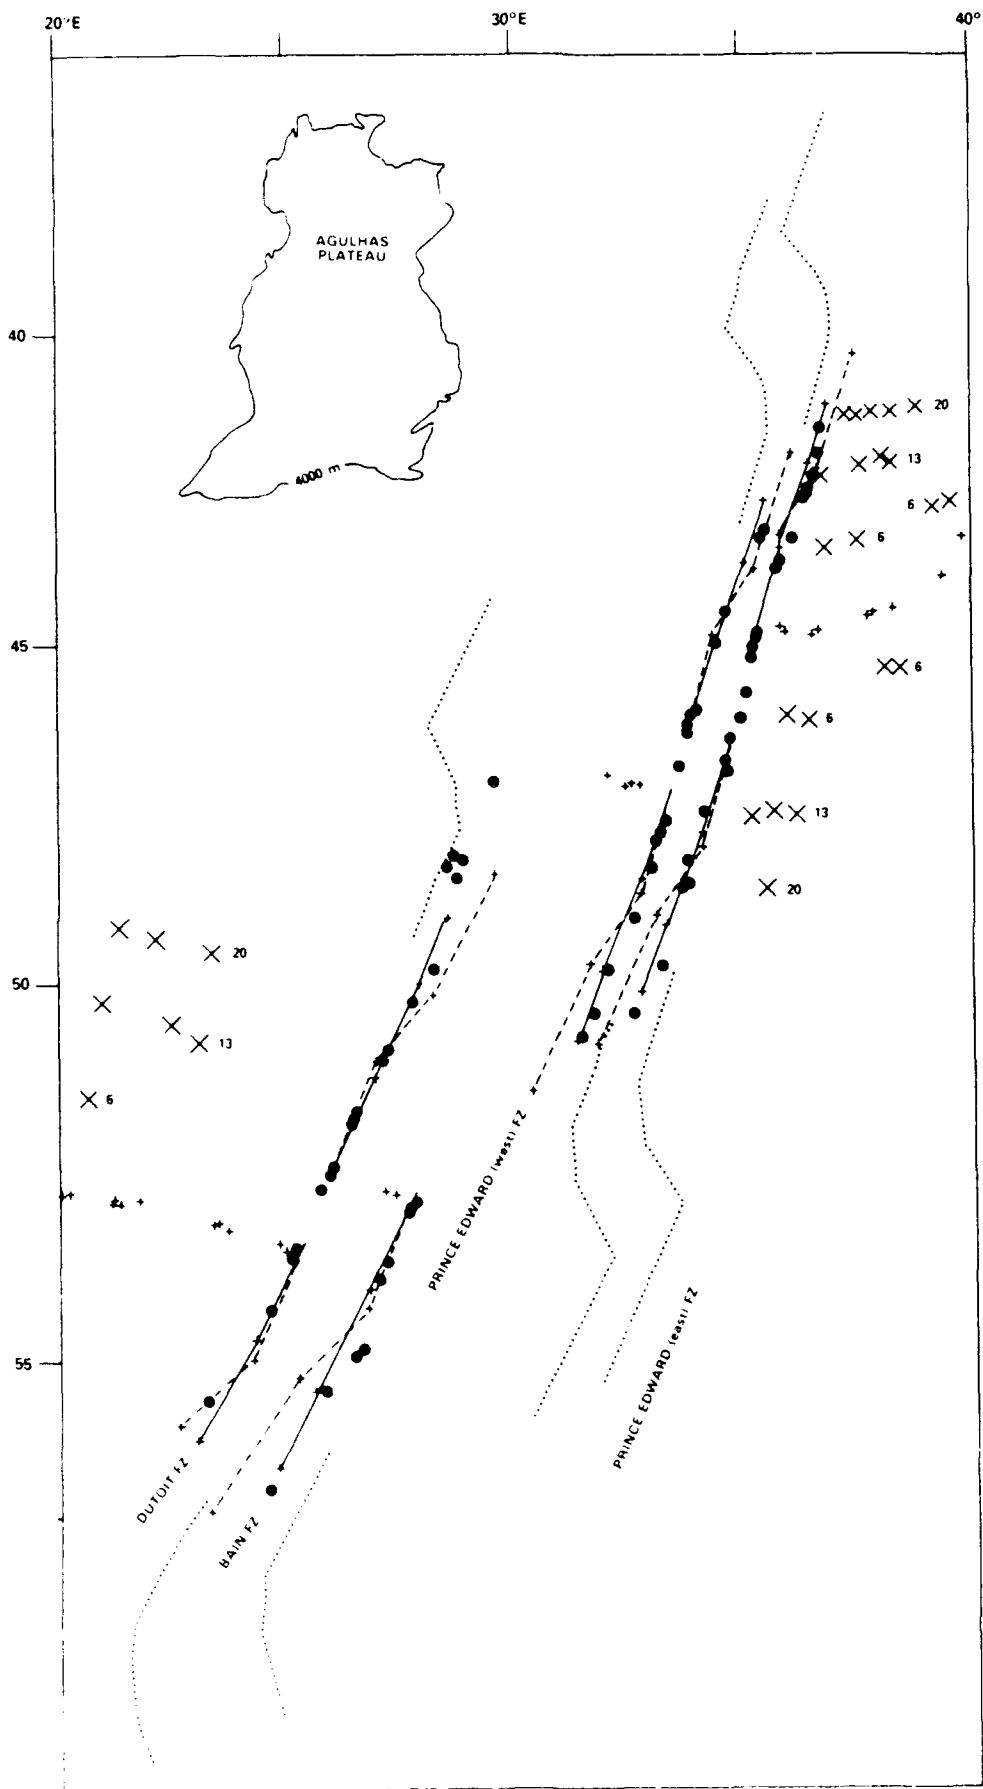 20°E
30°E
40°
AGULHAS
PLATEAU
40
4000 m
20
13
6
6
45
6
6
13
20
20
50
13
6
PRINCE EDWARD (west) FZ
PRINCE EDWARD (east) FZ
55
DUTOIT FZ
BAIN FZ